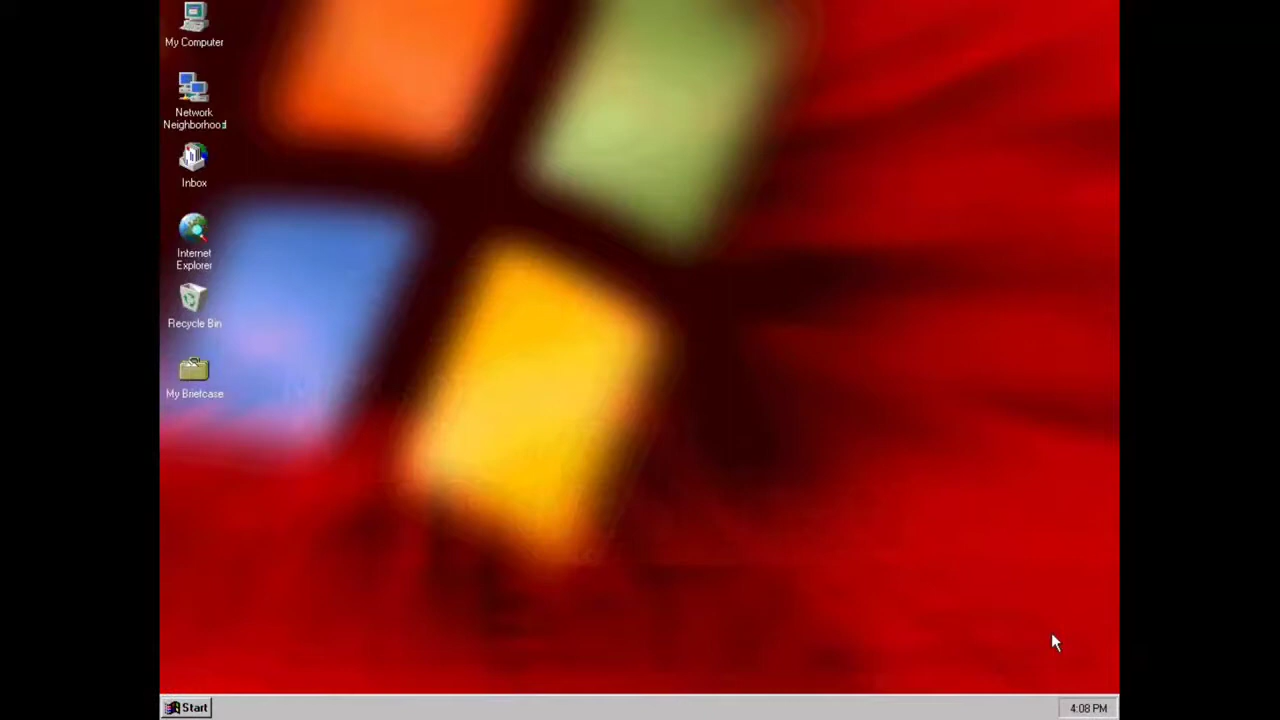 My Computer
Network
Neighborhood
Inbox
Internet
Explorer
Recycle Bin
My Briefcase
Start
4:08 PM